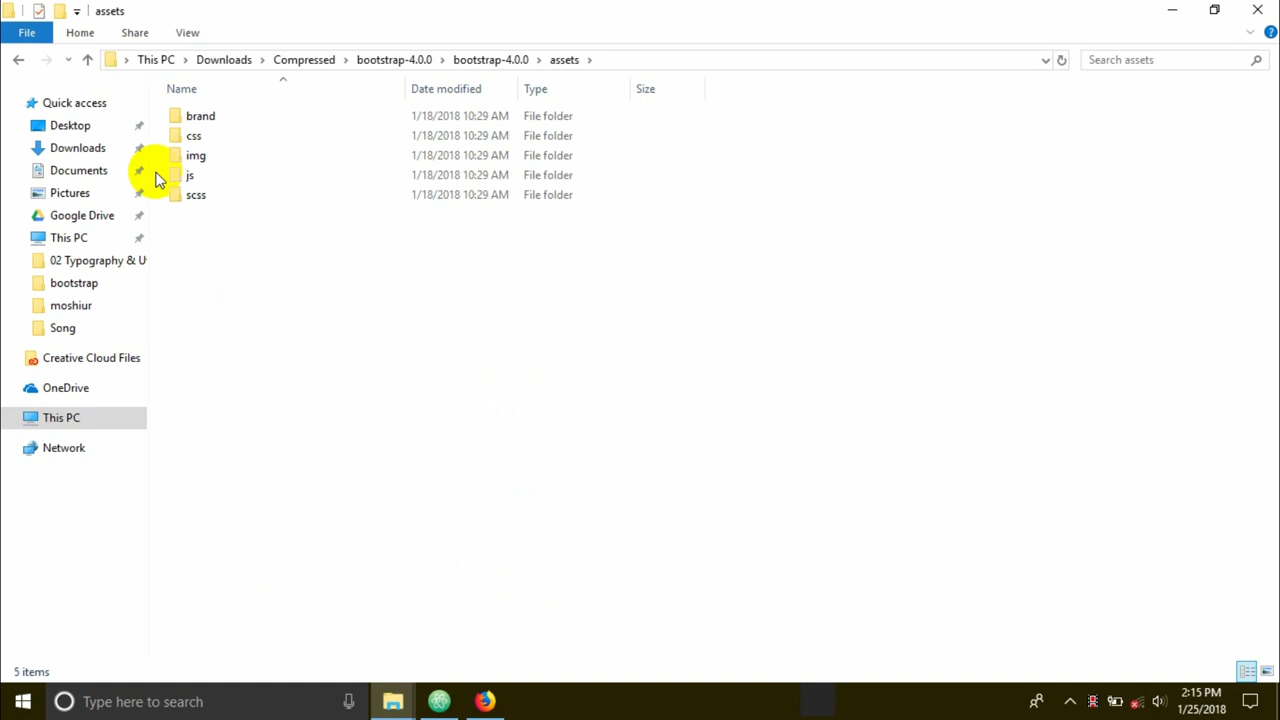 assets
File Home Share View
This PC Downloads Compressed bootstrap-4.0.0 bootstrap-4.0.0 assets Search assets
Name Date modified Type Size
Quick access
Desktop
Downloads
Documents
Pictures
Google Drive
This PC
02 Typography & U
bootstrap
moshiur
Song
Creative Cloud Files
OneDrive
This PC
Network
brand 1/18/2018 10:29 AM File folder
css 1/18/2018 10:29 AM File folder
img 1/18/2018 10:29 AM File folder
js 1/18/2018 10:29 AM File folder
scss 1/18/2018 10:29 AM File folder
5 items
Type here to search
2:15 PM
1/25/2018